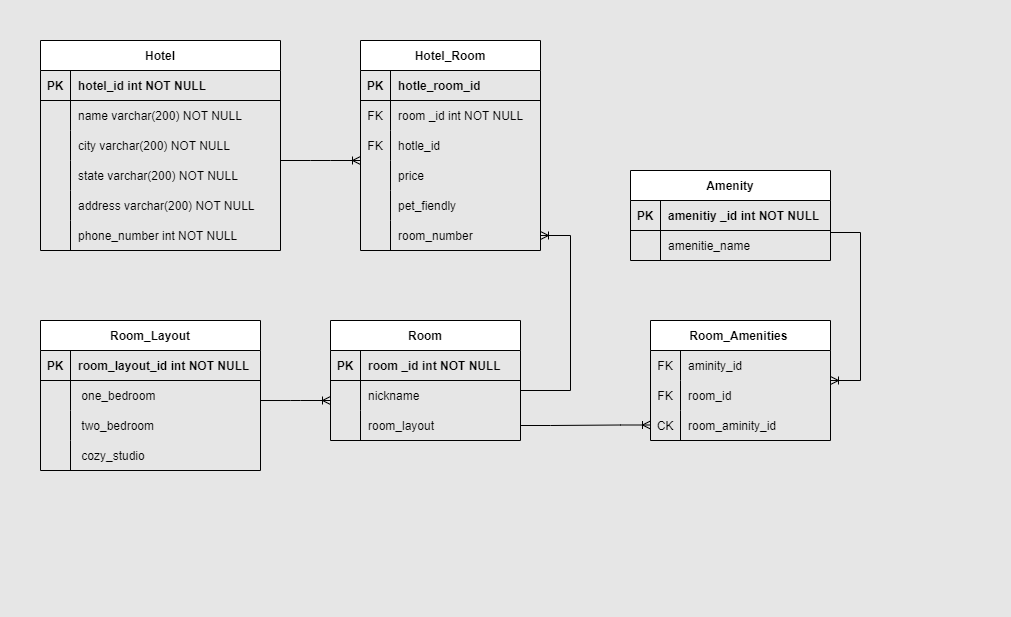 Hotel
PK hotel_id int NOT NULL
name varchar(200) NOT NULL
city varchar(200) NOT NULL
state varchar(200) NOT NULL
address varchar(200) NOT NULL
phone_number int NOT NULL
Hotel_Room
PK hotle_room_id
FK room _id int NOT NULL
FK hotle_id
price
pet_fiendly
room_number
Amenity
PK amenitiy _id int NOT NULL
amenitie_name
Room_Layout
PK room_layout_id int NOT NULL
one_bedroom
two_bedroom
cozy_studio
Room
PK room _id int NOT NULL
nickname
room_layout
Room_Amenities
FK aminity_id
FK room_id
CK room_aminity_id